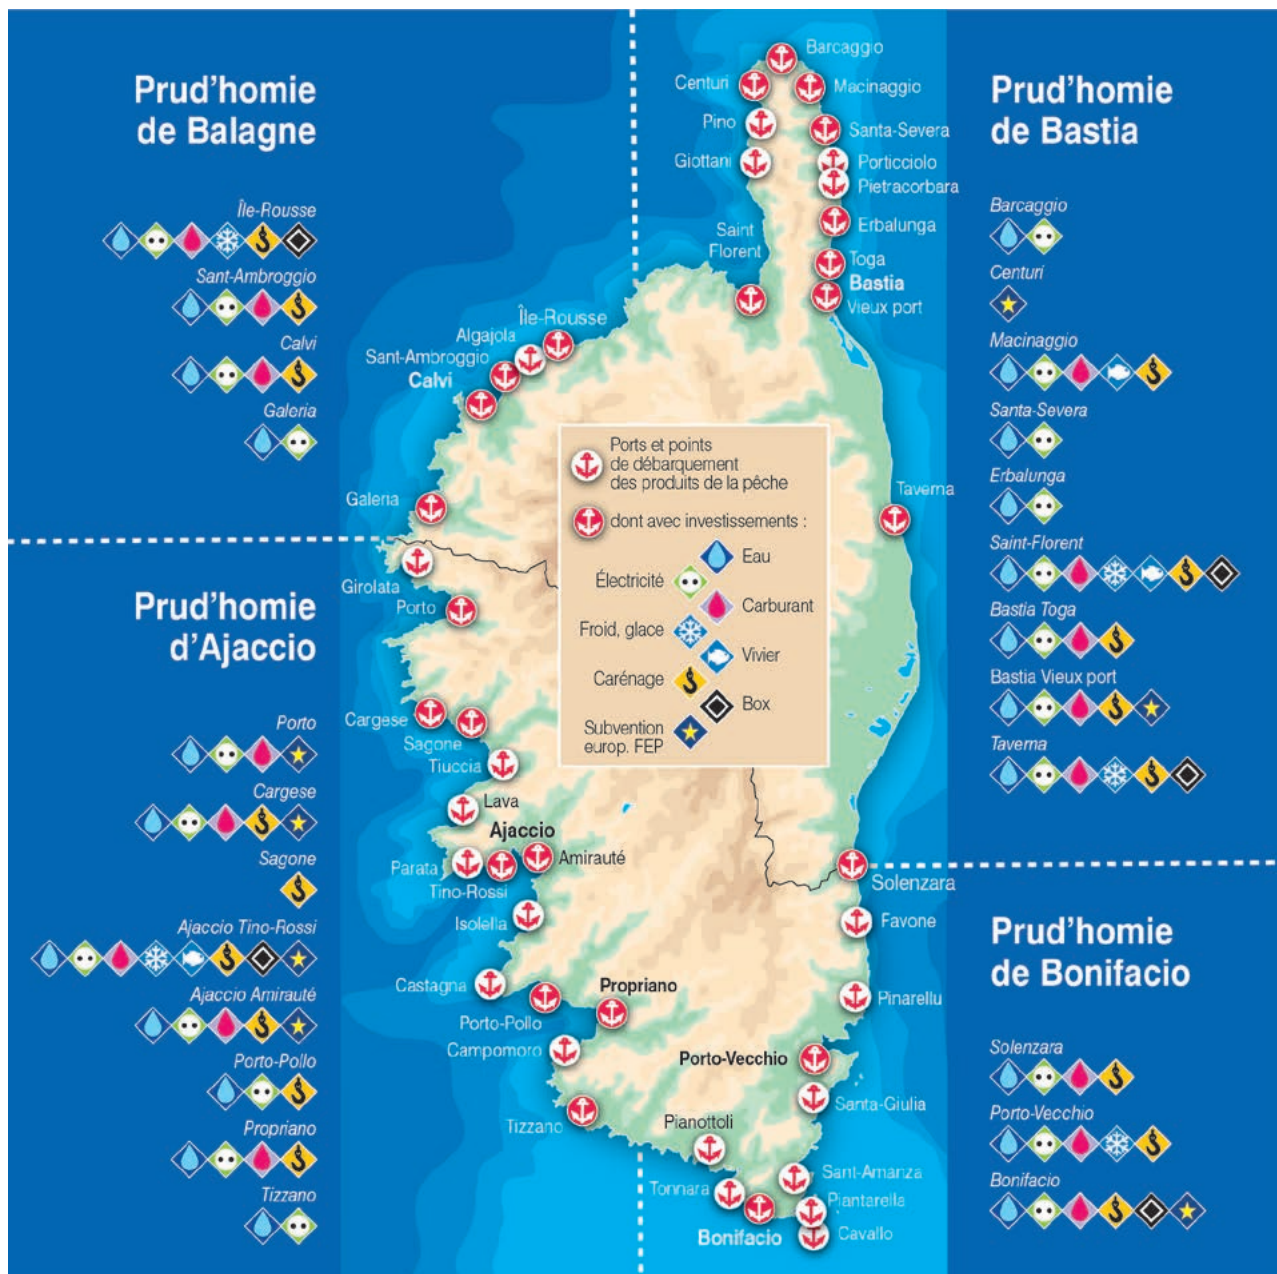 Prud'homie
de Balagne
Île-Rousse
Sant-Ambroggio
Calvi
Galeria
Prud'homie
d'Ajaccio
Porto
Cargese
Sagone
Ajaccio Tino-Rossi
Ajaccio Amirauté
Porto-Pollo
Propriano
Tizzano
Barcaggio
Centuri
Macinaggio
Pino
Santa-Severa
Giottani
Porticciolo
Pietracorbara
Saint
Florent
Erbalunga
Toga
Bastia
Vieux port
Île-Rousse
Algajola
Sant-Ambroggio
Calvi
Galeria
Taverna
Girolata
Porto
Cargese
Sagone
Tiuccia
Lava
Ajaccio
Amirauté
Parata
Tino-Rossi
Isolella
Castagna
Porto-Pollo
Propriano
Campomoro
Tizzano
Solenzara
Favone
Pinarellu
Porto-Vecchio
Santa-Giulia
Pianottoli
Sant-Amanza
Tonnara
Piantarella
Bonifacio
Cavallo
Ports et points
de débarquement
des produits de la pêche
dont avec investissements :
Eau
Électricité
Carburant
Froid, glace
Vivier
Carénage
Box
Subvention
europ. FEP
Prud'homie
de Bastia
Barcaggio
Centuri
Macinaggio
Santa-Severa
Erbalunga
Saint-Florent
Bastia Toga
Bastia Vieux port
Taverna
Prud'homie
de Bonifacio
Solenzara
Porto-Vecchio
Bonifacio